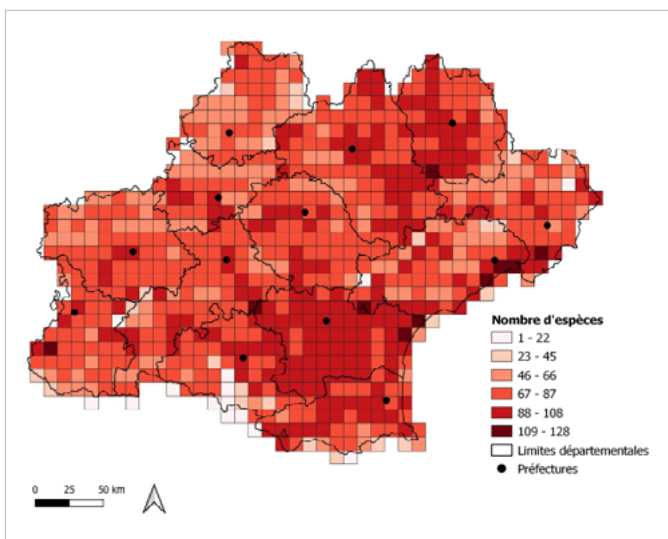 Nombre d'espèces
1 - 22
23 - 45
46 - 66
67 - 87
88 - 108
109 - 128
Limites départementales
Préfectures
0 25 50 km